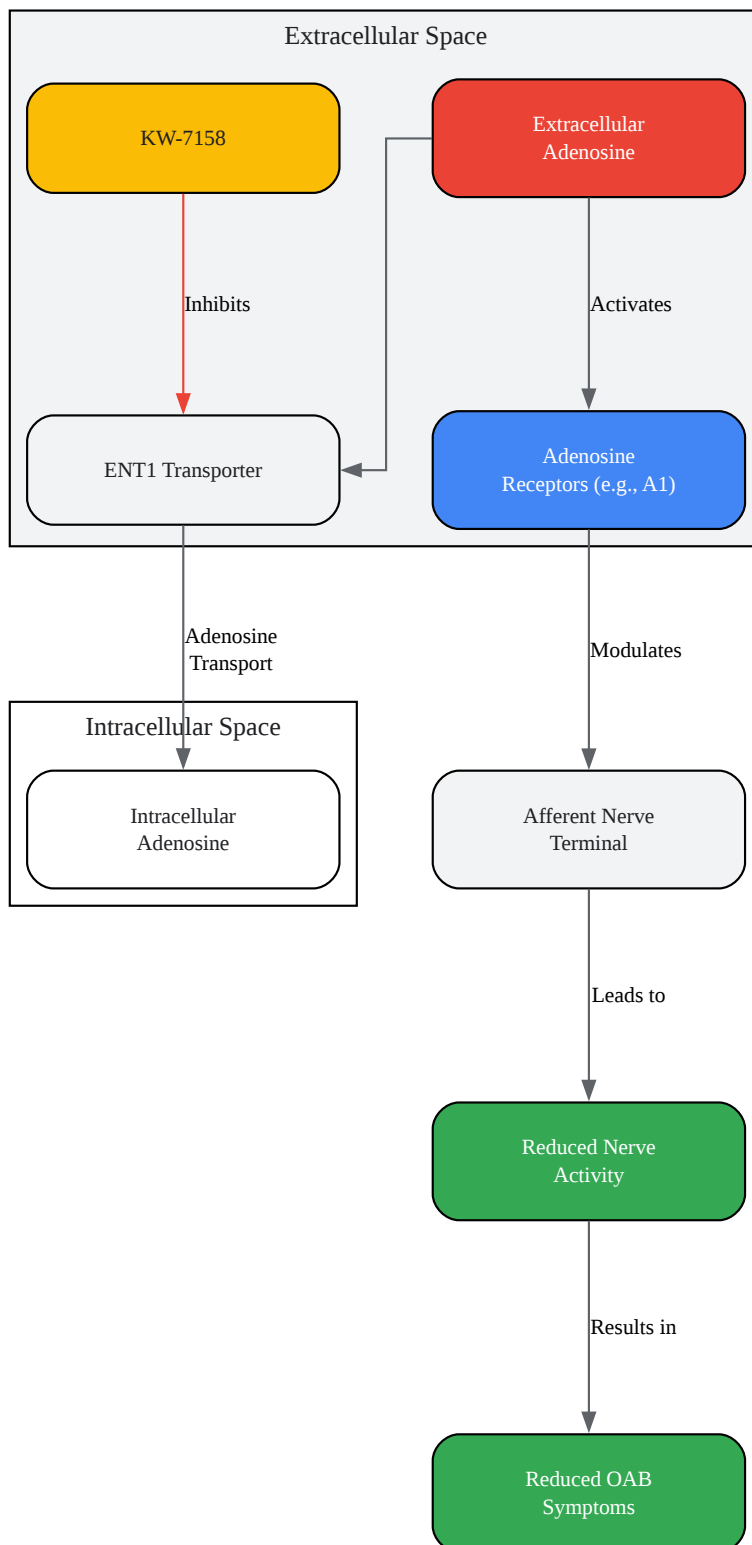 Extracellular Space
KW-7158
Extracellular
Adenosine
Inhibits
Activates
ENT1 Transporter
Adenosine
Receptors (e.g., A1)
Adenosine
Transport
Modulates
Intracellular Space
Intracellular
Adenosine
Afferent Nerve
Terminal
Leads to
Reduced Nerve
Activity
Results in
Reduced OAB
Symptoms